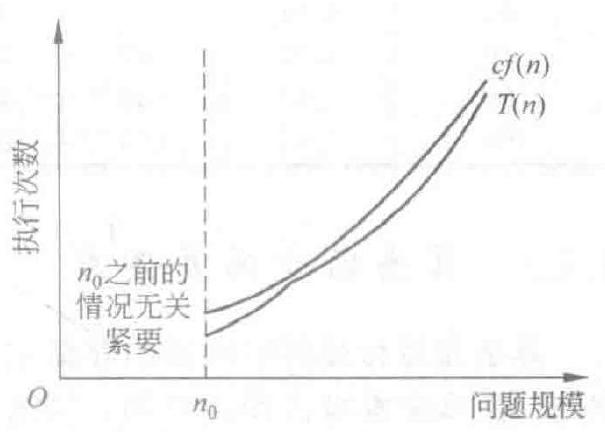 cf(n)
T(n)
执行次数
n₀之前的
情况无关
紧要
O
n₀
问题规模